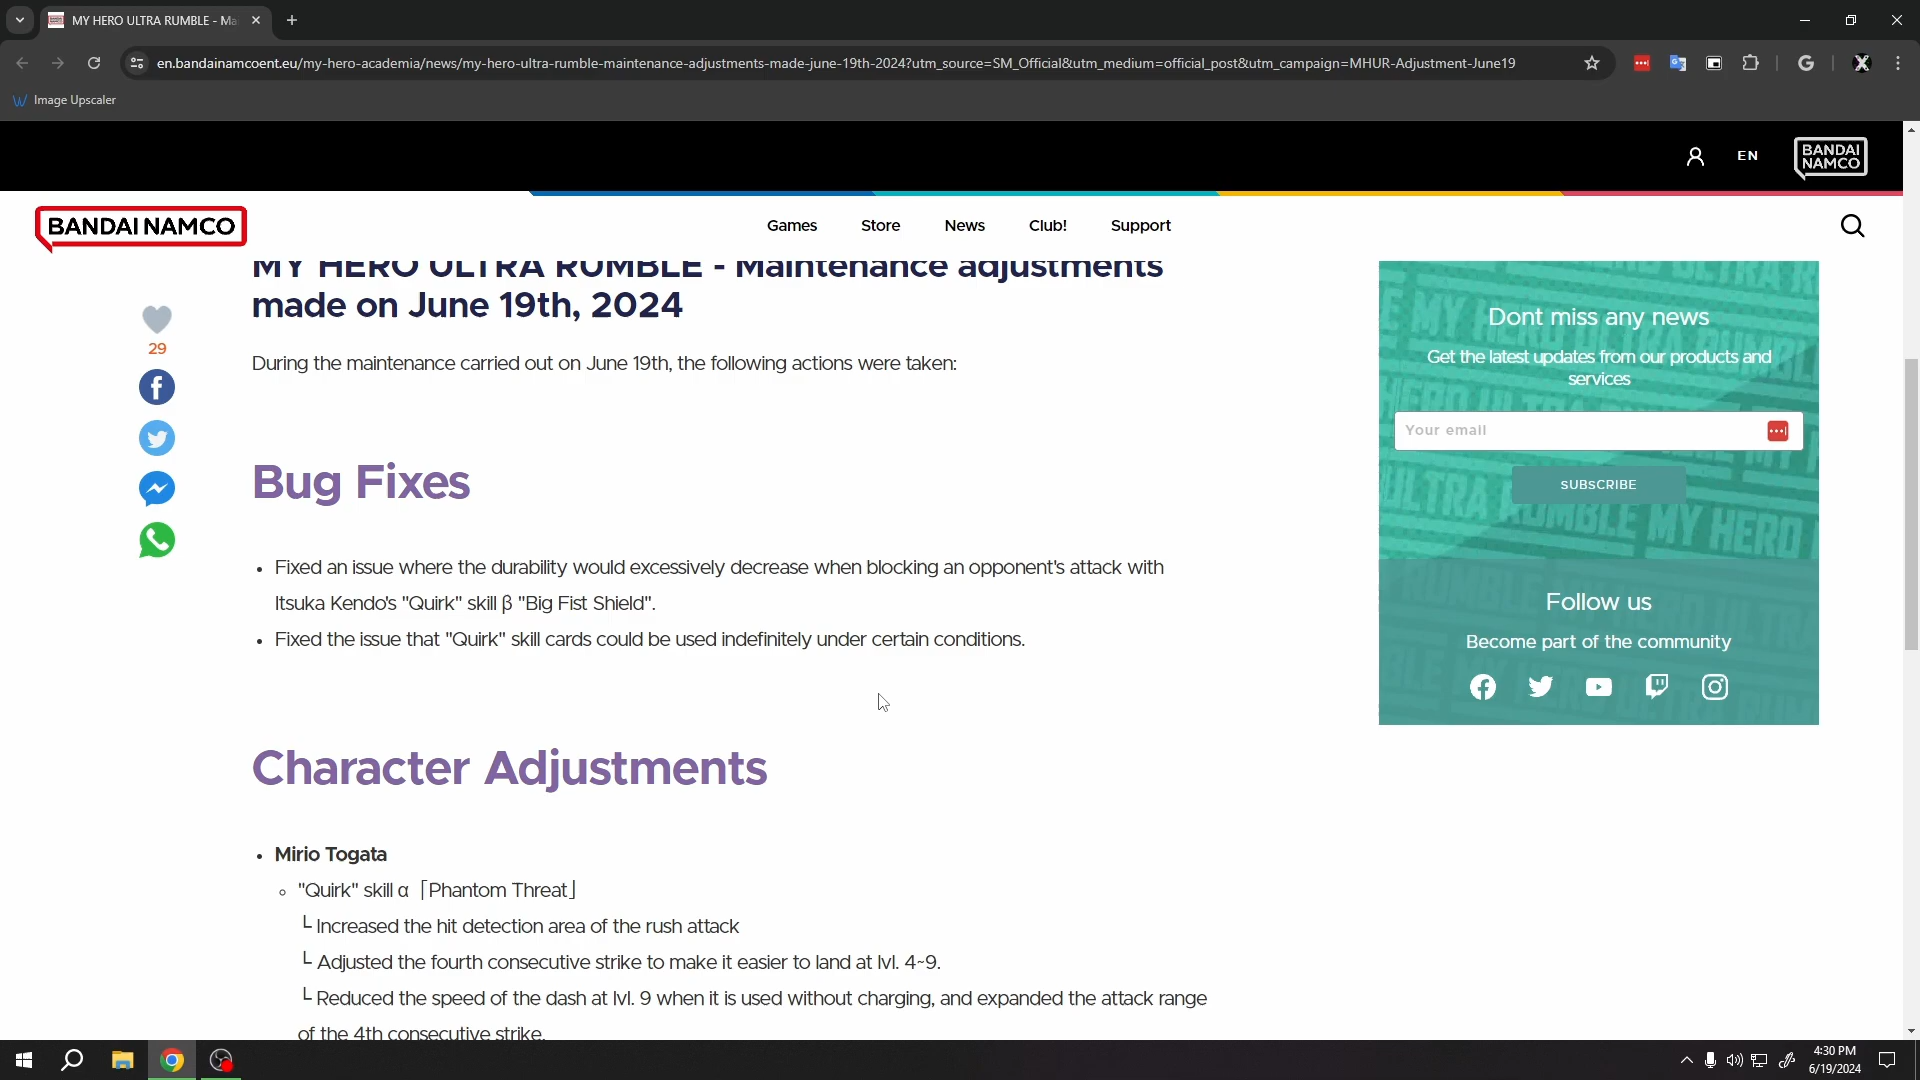 MY HERO ULTRA RUMBLE - Ma
en.bandainamcoent.eu/my-hero-academia/news/my-hero-ultra-rumble-maintenance-adjustments-made-june-19th-2024?utm_source=SM_Official&utm_medium=official_post&utm_campaign=MHUR-Adjustment-June19
Image Upscaler
EN
BANDAI
NAMCO
BANDAI NAMCO
Games
Store
News
Club!
Support
MY HERO ULTRA RUMBLE - Maintenance adjustments
made on June 19th, 2024
29
During the maintenance carried out on June 19th, the following actions were taken:
Bug Fixes
• Fixed an issue where the durability would excessively decrease when blocking an opponent's attack with
Itsuka Kendo's "Quirk" skill β "Big Fist Shield".
• Fixed the issue that "Quirk" skill cards could be used indefinitely under certain conditions.
Character Adjustments
• Mirio Togata
◦ "Quirk" skill α「Phantom Threat」
└ Increased the hit detection area of the rush attack
└ Adjusted the fourth consecutive strike to make it easier to land at lvl. 4~9.
└ Reduced the speed of the dash at lvl. 9 when it is used without charging, and expanded the attack range
of the 4th consecutive strike.
Dont miss any news
Get the latest updates from our products and
services
Your email
SUBSCRIBE
Follow us
Become part of the community
4:30 PM
6/19/2024